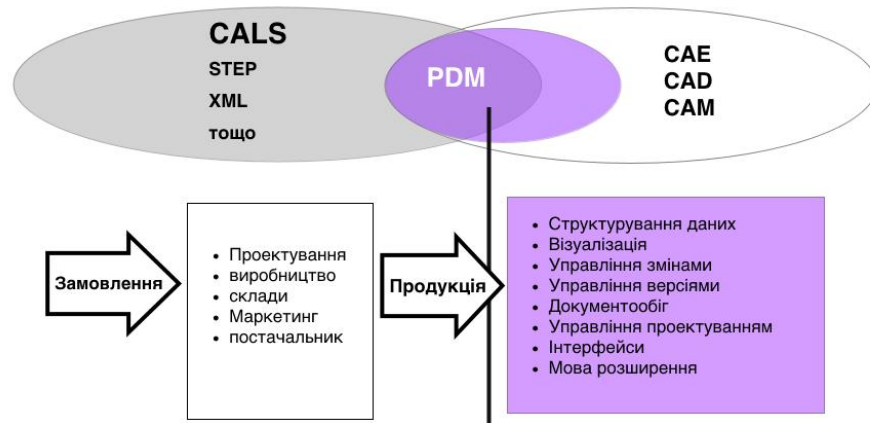 CALS
STEP
XML
тощо
PDM
CAE
CAD
CAM
Замовлення
• Проектування
• виробництво
• склади
• Маркетинг
• постачальник
Продукція
• Структурування даних
• Візуалізація
• Управління змінами
• Управління версіями
• Документообіг
• Управління проектуванням
• Інтерфейси
• Мова розширення